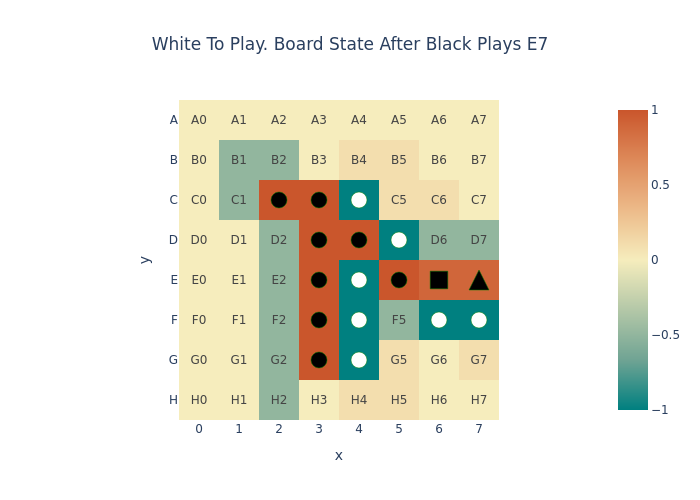 White To Play. Board State After Black Plays E7
A A0 A1 A2 A3 A4 A5 A6 A7 1
B B0 B1 B2 B3 B4 B5 B6 B7
C C0 C1 C5 C6 C7 0.5
D D0 D1 D2 D6 D7
y 0
E E0 E1 E2
F F0 F1 F2 F5 −0.5
G G0 G1 G2 G5 G6 G7
H H0 H1 H2 H3 H4 H5 H6 H7 −1
0 1 2 3 4 5 6 7
x